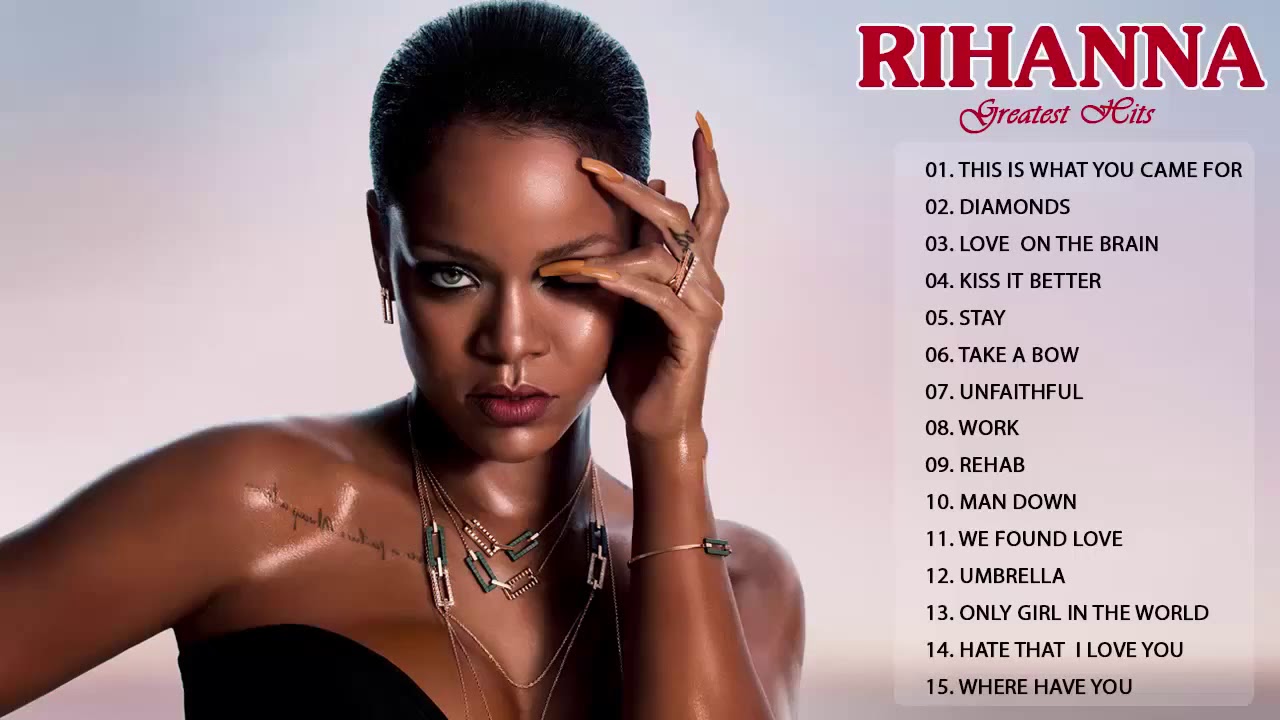 RIHANNA
Greatest Hits
01. THIS IS WHAT YOU CAME FOR
02. DIAMONDS
03. LOVE  ON THE BRAIN
04. KISS IT BETTER
05. STAY
06. TAKE A BOW
07. UNFAITHFUL
08. WORK
09. REHAB
10. MAN DOWN
11. WE FOUND LOVE
12. UMBRELLA
13. ONLY GIRL IN THE WORLD
14. HATE THAT  I LOVE YOU
15. WHERE HAVE YOU